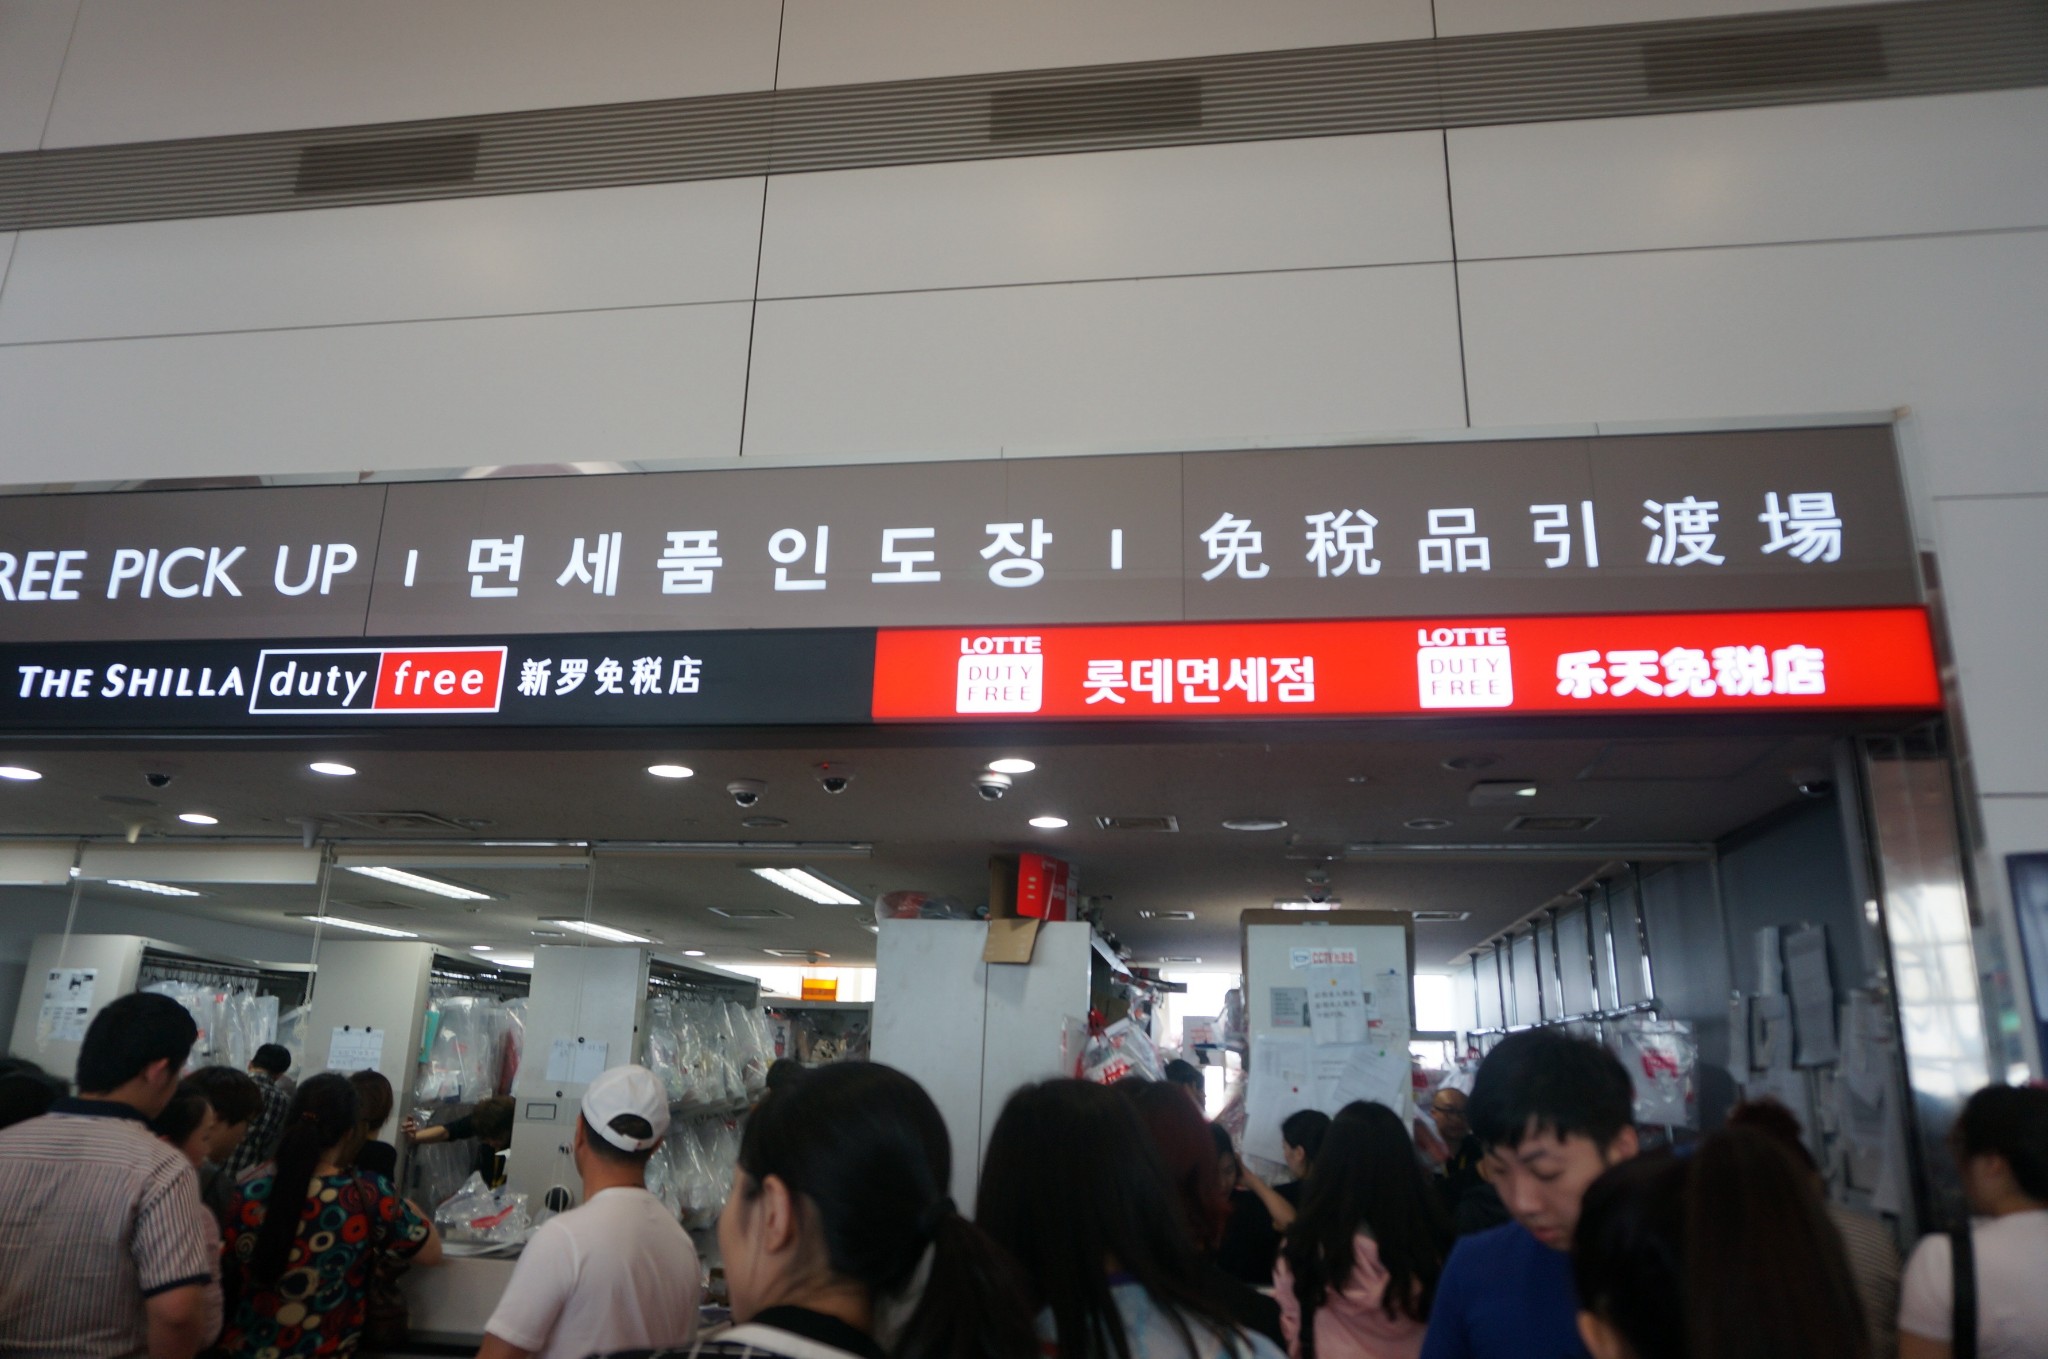 REE PICK UP | 면세품인도장 | 免稅品引渡場
THE SHILLA duty free 新罗免税店
LOTTE
DUTY
FREE
롯데면세점
LOTTE
DUTY
FREE
乐天免税店